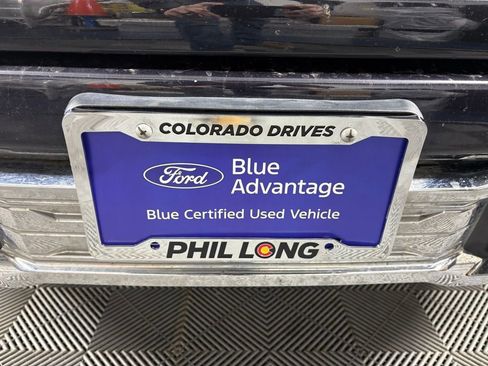 COLORADO DRIVES
Ford
Blue
Advantage
Blue Certified Used Vehicle
PHIL LONG